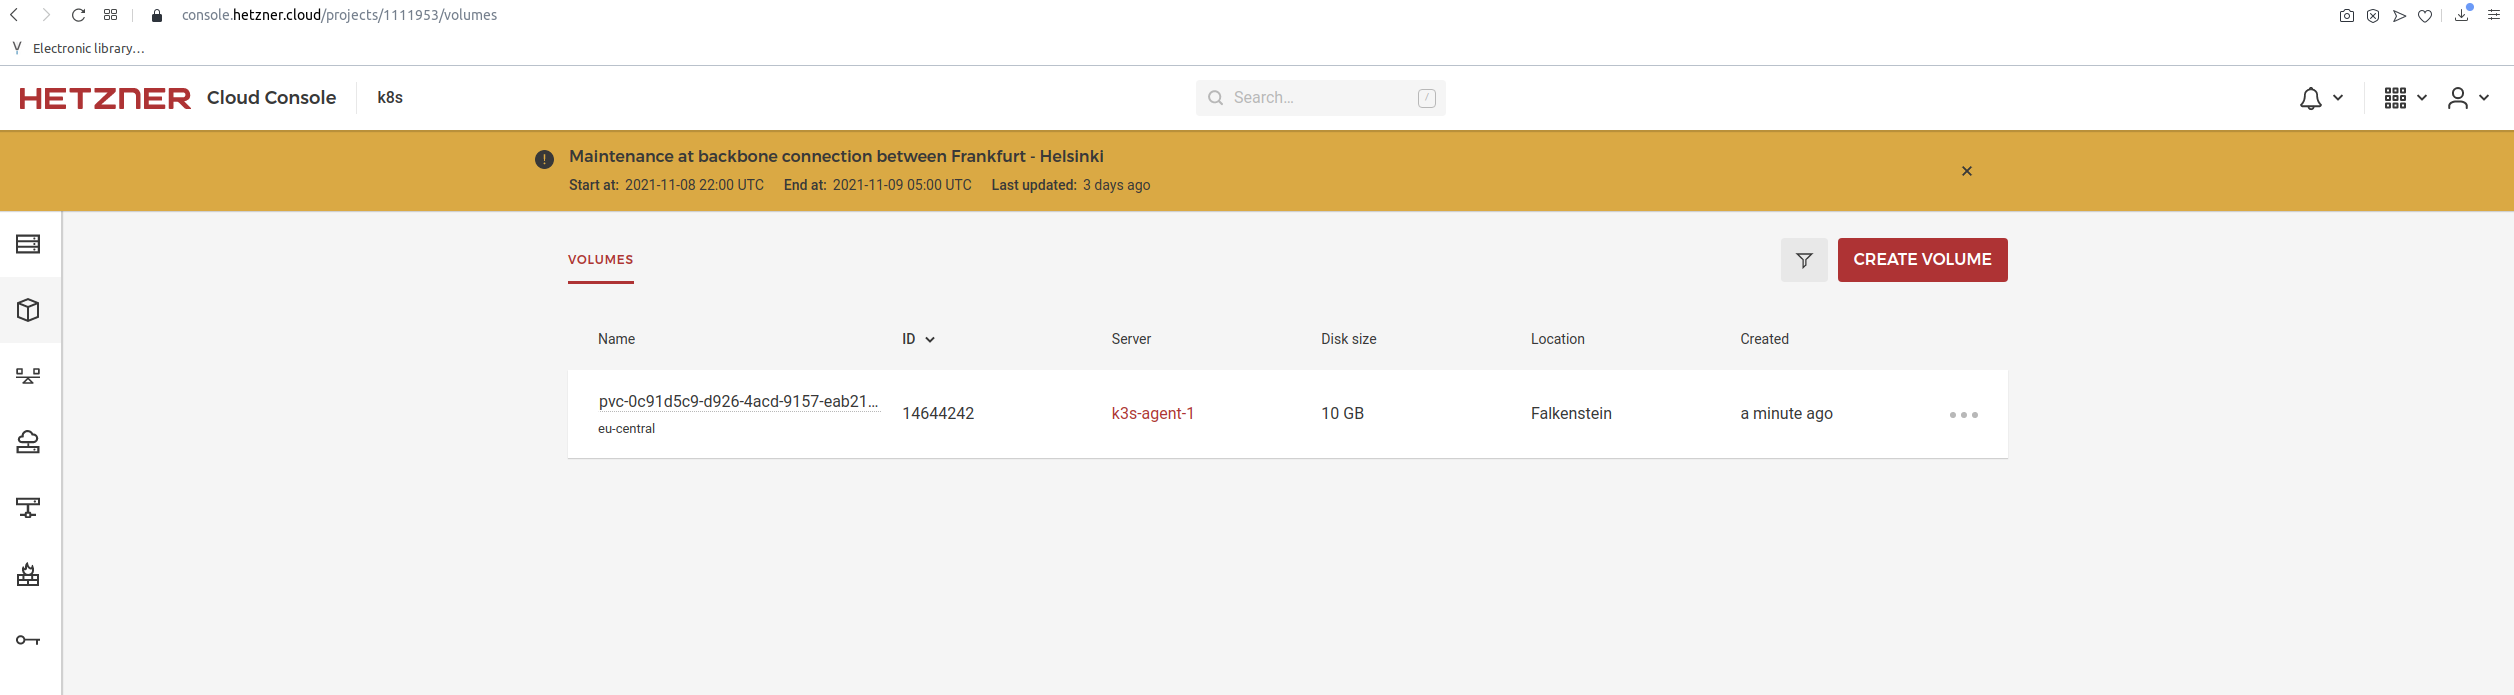 console.hetzner.cloud/projects/1111953/volumes
Electronic library...
HETZNER Cloud Console k8s Search... /
! Maintenance at backbone connection between Frankfurt - Helsinki
Start at: 2021-11-08 22:00 UTC End at: 2021-11-09 05:00 UTC Last updated: 3 days ago
VOLUMES CREATE VOLUME
Name ID Server Disk size Location Created
pvc-0c91d5c9-d926-4acd-9157-eab21... 14644242 k3s-agent-1 10 GB Falkenstein a minute ago
eu-central